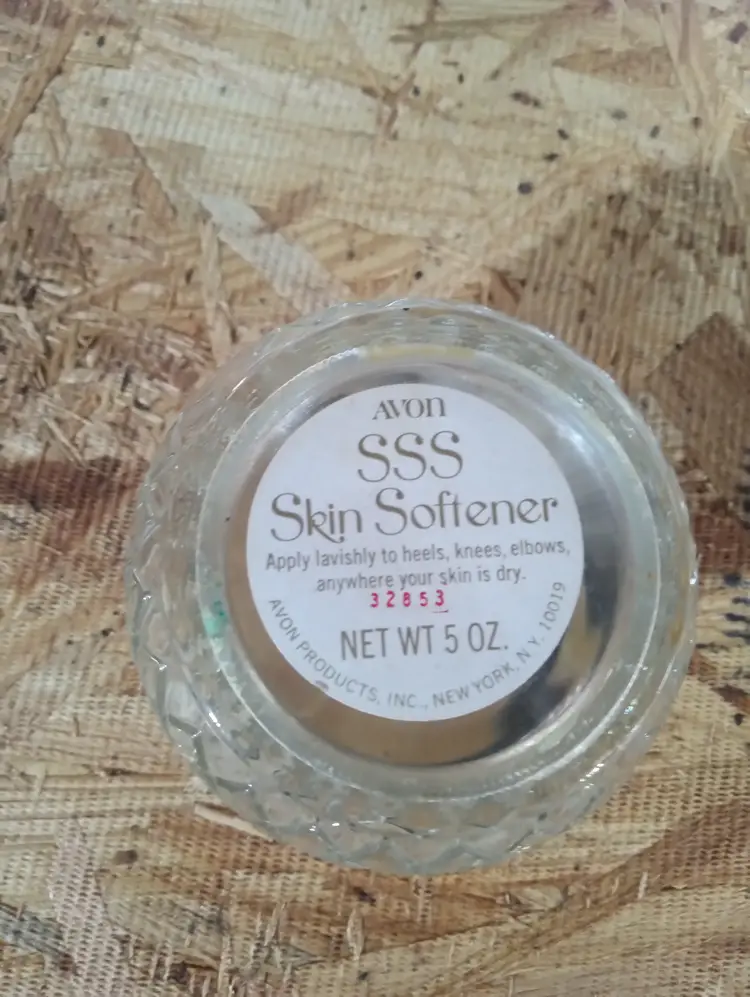 AVON
SSS
Skin Softener
Apply lavishly to heels, knees, elbows,
anywhere your skin is dry.
32853
NET WT 5 OZ.
AVON PRODUCTS, INC., NEW YORK, N.Y. 10019